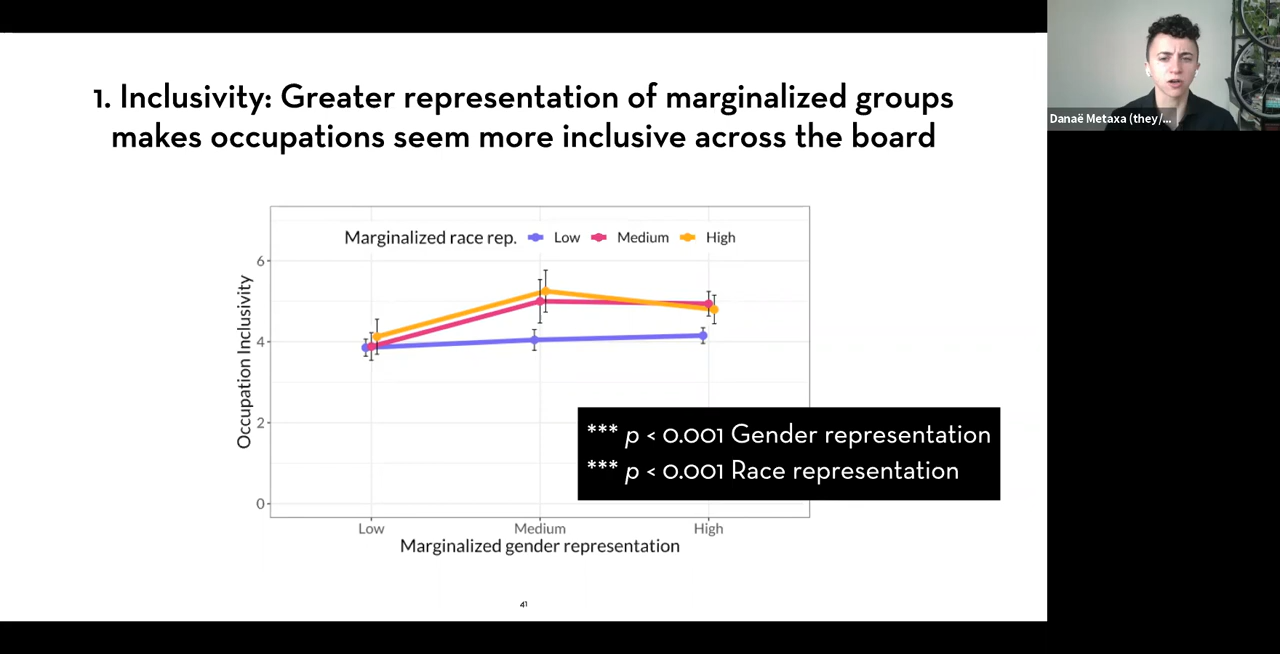 1. Inclusivity: Greater representation of marginalized groups
makes occupations seem more inclusive across the board
Danaë Metaxa (they/...
Marginalized race rep. Low Medium High
Occupation Inclusivity
6
4
2
0
*** p < 0.001 Gender representation
*** p < 0.001 Race representation
Low Medium High
Marginalized gender representation
41